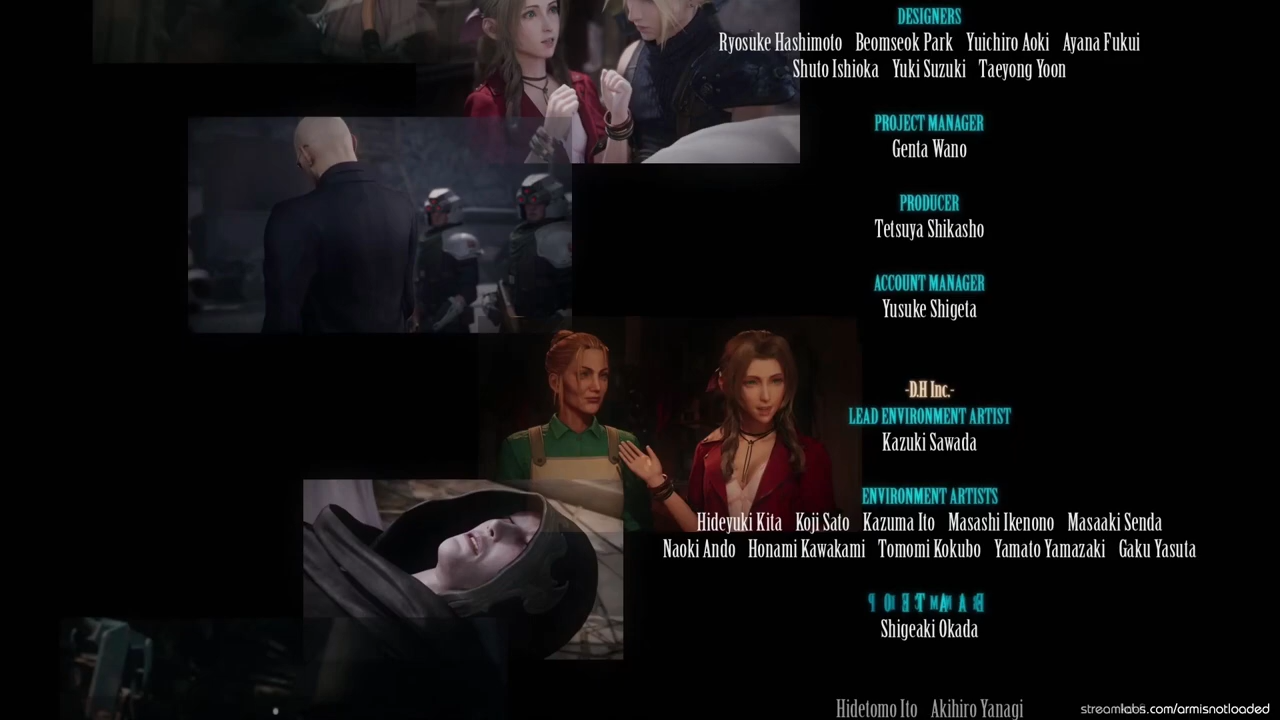 DESIGNERS
Ryosuke Hashimoto Beomseok Park Yuichiro Aoki Ayana Fukui
Shuto Ishioka Yuki Suzuki Taeyong Yoon
PROJECT MANAGER
Genta Wano
PRODUCER
Tetsuya Shikasho
ACCOUNT MANAGER
Yusuke Shigeta
-D.H Inc.-
LEAD ENVIRONMENT ARTIST
Kazuki Sawada
ENVIRONMENT ARTISTS
Hideyuki Kita Koji Sato Kazuma Ito Masashi Ikenono Masaaki Senda
Naoki Ando Honami Kawakami Tomomi Kokubo Yamato Yamazaki Gaku Yasuta
Shigeaki Okada
Hidetomo Ito Akihiro Yanagi
streamlabs.com/armisnotloaded